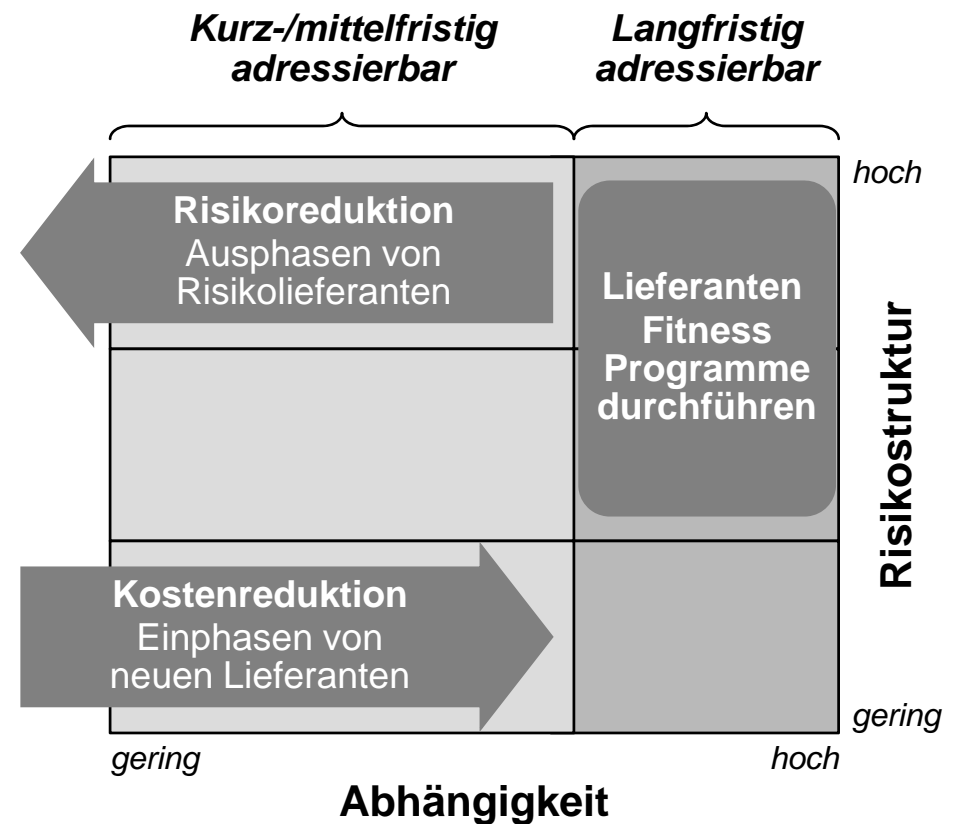 Kurz-/mittelfristig
adressierbar
Langfristig
adressierbar
hoch
Risikoreduktion
Ausphasen von
Risikolieferanten
Lieferanten
Fitness
Programme
durchführen
Risikostruktur
Kostenreduktion
Einphasen von
neuen Lieferanten
gering
gering
hoch
Abhängigkeit